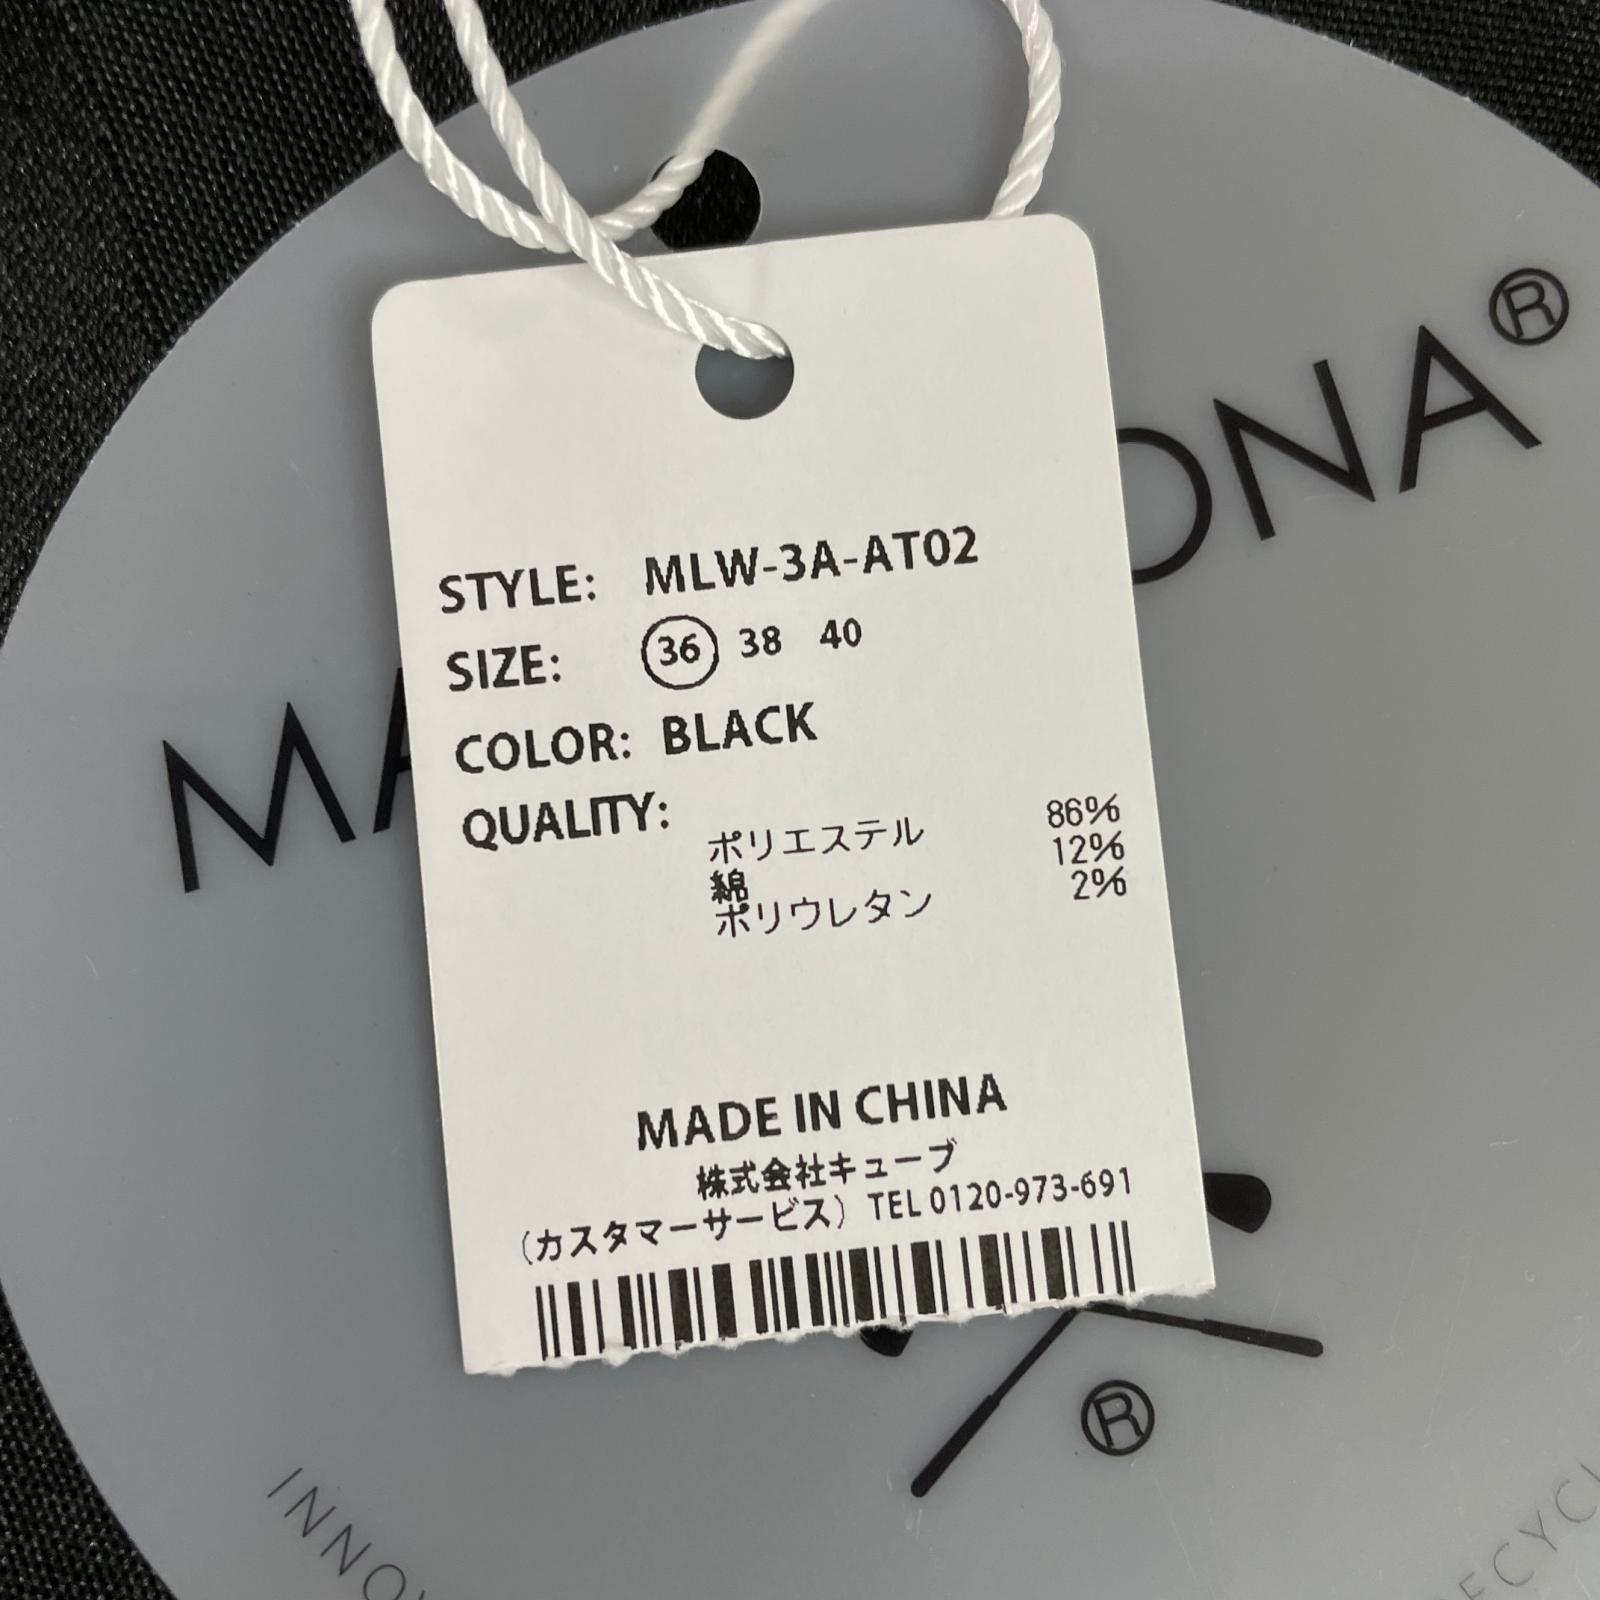 STYLE: MLW-3A-AT02
SIZE: 36 38 40
COLOR: BLACK
QUALITY:
ポリエステル 86%
綿 12%
ポリウレタン 2%
MADE IN CHINA
株式会社キューブ
(カスタマーサービス) TEL 0120-973-691
®
®